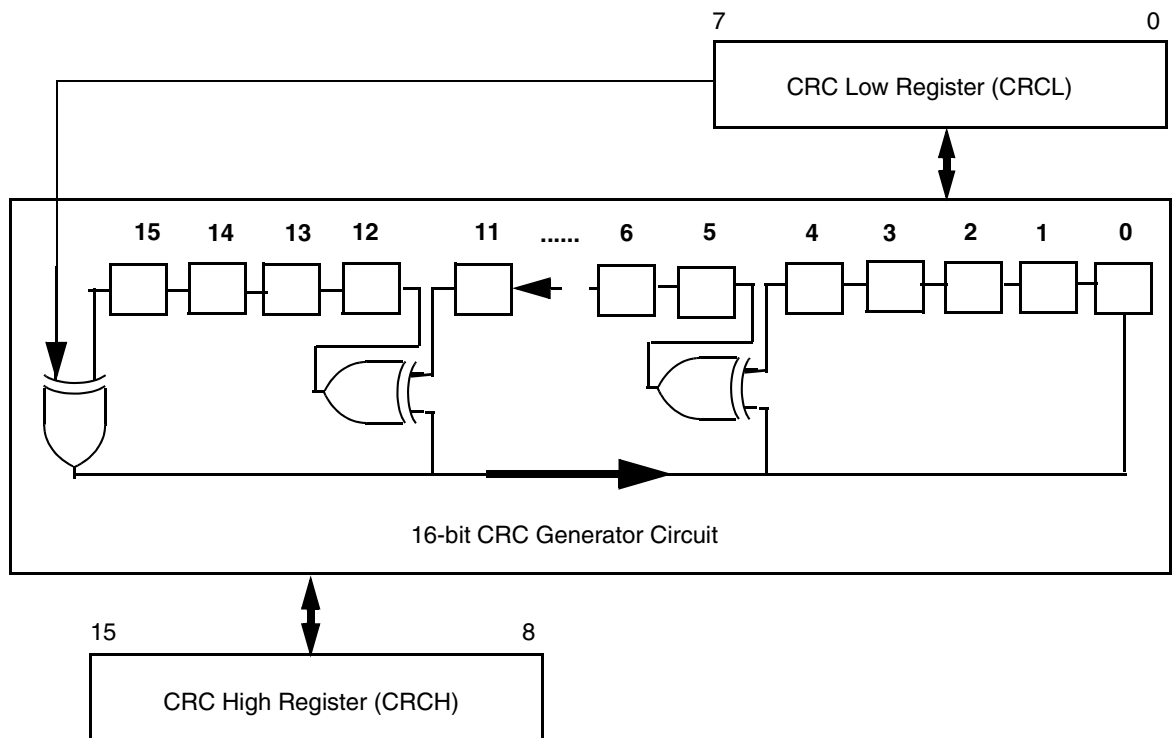 7 0
CRC Low Register (CRCL)
15 14 13 12 11 ...... 6 5 4 3 2 1 0
16-bit CRC Generator Circuit
15 8
CRC High Register (CRCH)